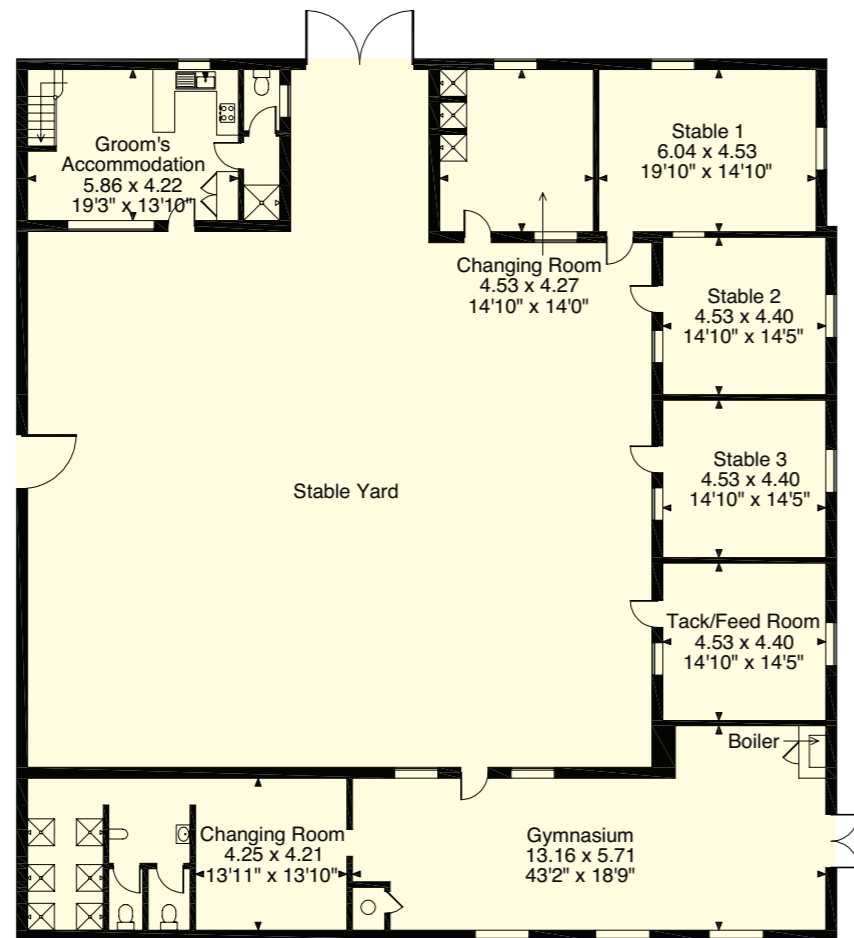 Groom's
Accommodation
5.86 x 4.22
19'3" x 13'10"
Stable 1
6.04 x 4.53
19'10" x 14'10"
Changing Room
4.53 x 4.27
14'10" x 14'0"
Stable 2
4.53 x 4.40
14'10" x 14'5"
Stable Yard
Stable 3
4.53 x 4.40
14'10" x 14'5"
Tack/Feed Room
4.53 x 4.40
14'10" x 14'5"
Boiler
Changing Room
4.25 x 4.21
13'11" x 13'10"
Gymnasium
13.16 x 5.71
43'2" x 18'9"